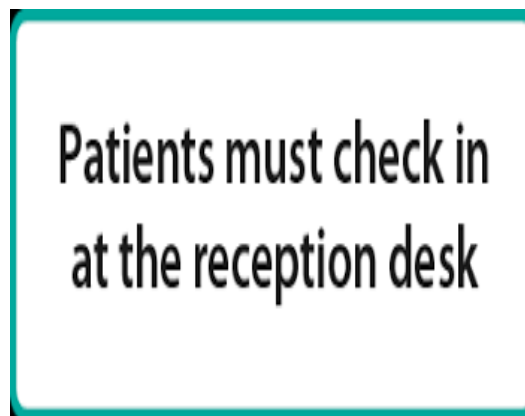 Patients must check in
at the reception desk